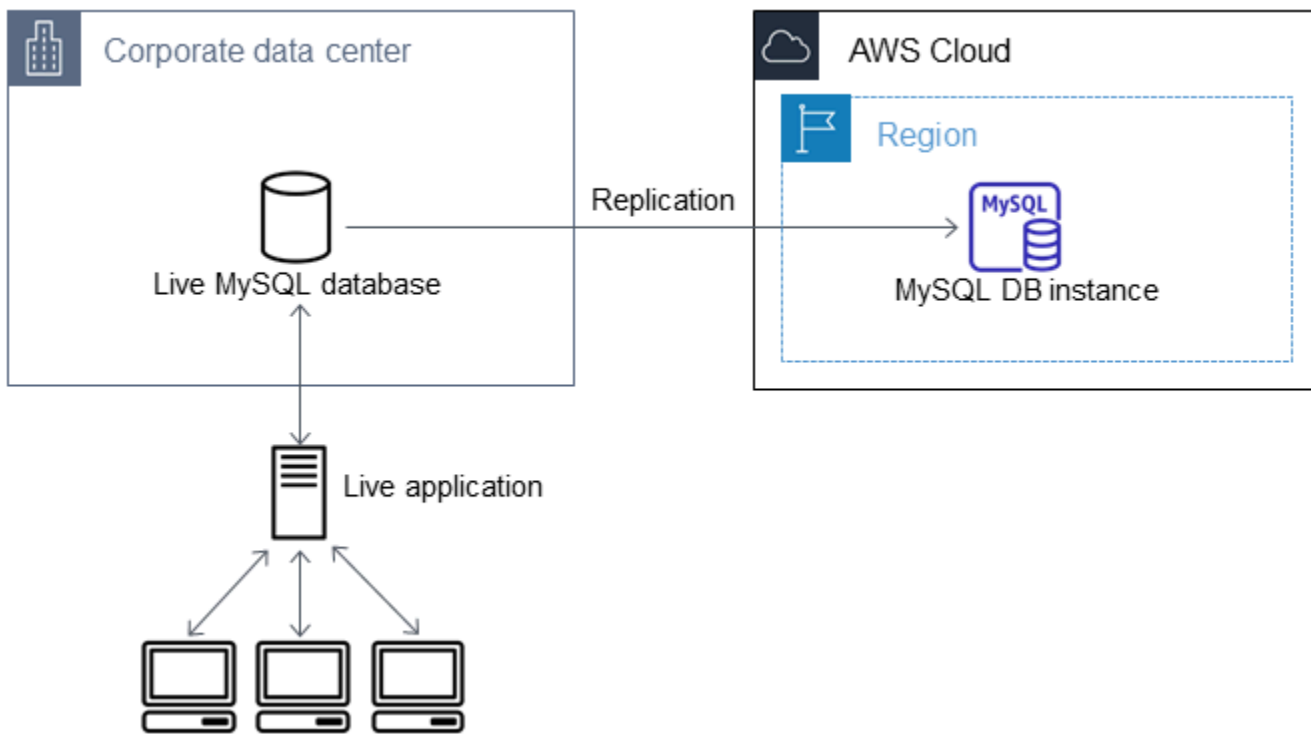 Corporate data center
AWS Cloud
Region
Replication
MySQL
Live MySQL database
MySQL DB instance
Live application